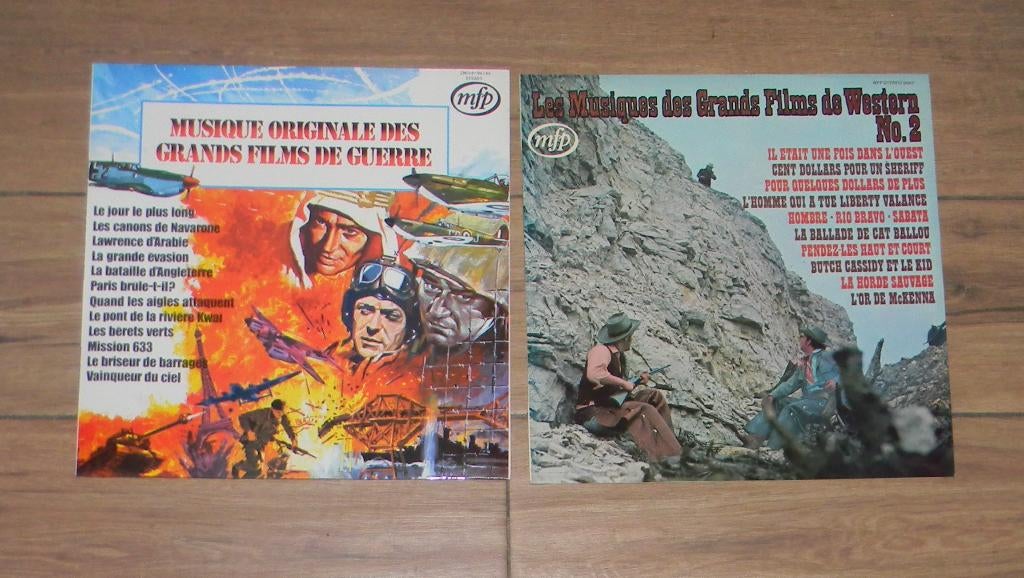 mfp
MUSIQUE ORIGINALE DES
GRANDS FILMS DE GUERRE
Le jour le plus long
Les canons de Navarone
Lawrence d'Arabie
La grande évasion
La bataille d'Angleterre
Paris brule-t-il?
Quand les aigles attaquent
Le pont de la rivière Kwai
Les berets verts
Mission 633
Le briseur de barrages
Vainqueur du ciel
Les Musiques des Grands Films de Western
No. 2
mfp
IL ETAIT UNE FOIS DANS L'OUEST
CENT DOLLARS POUR UN SHERIFF
POUR QUELQUES DOLLARS DE PLUS
L'HOMME QUI A TUE LIBERTY VALANCE
HOMBRE - RIO BRAVO - SABATA
LA BALLADE DE CAT BALLOU
PENDEZ-LES HAUT ET COURT
BUTCH CASSIDY ET LE KID
LA HORDE SAUVAGE
L'OR DE McKENNA